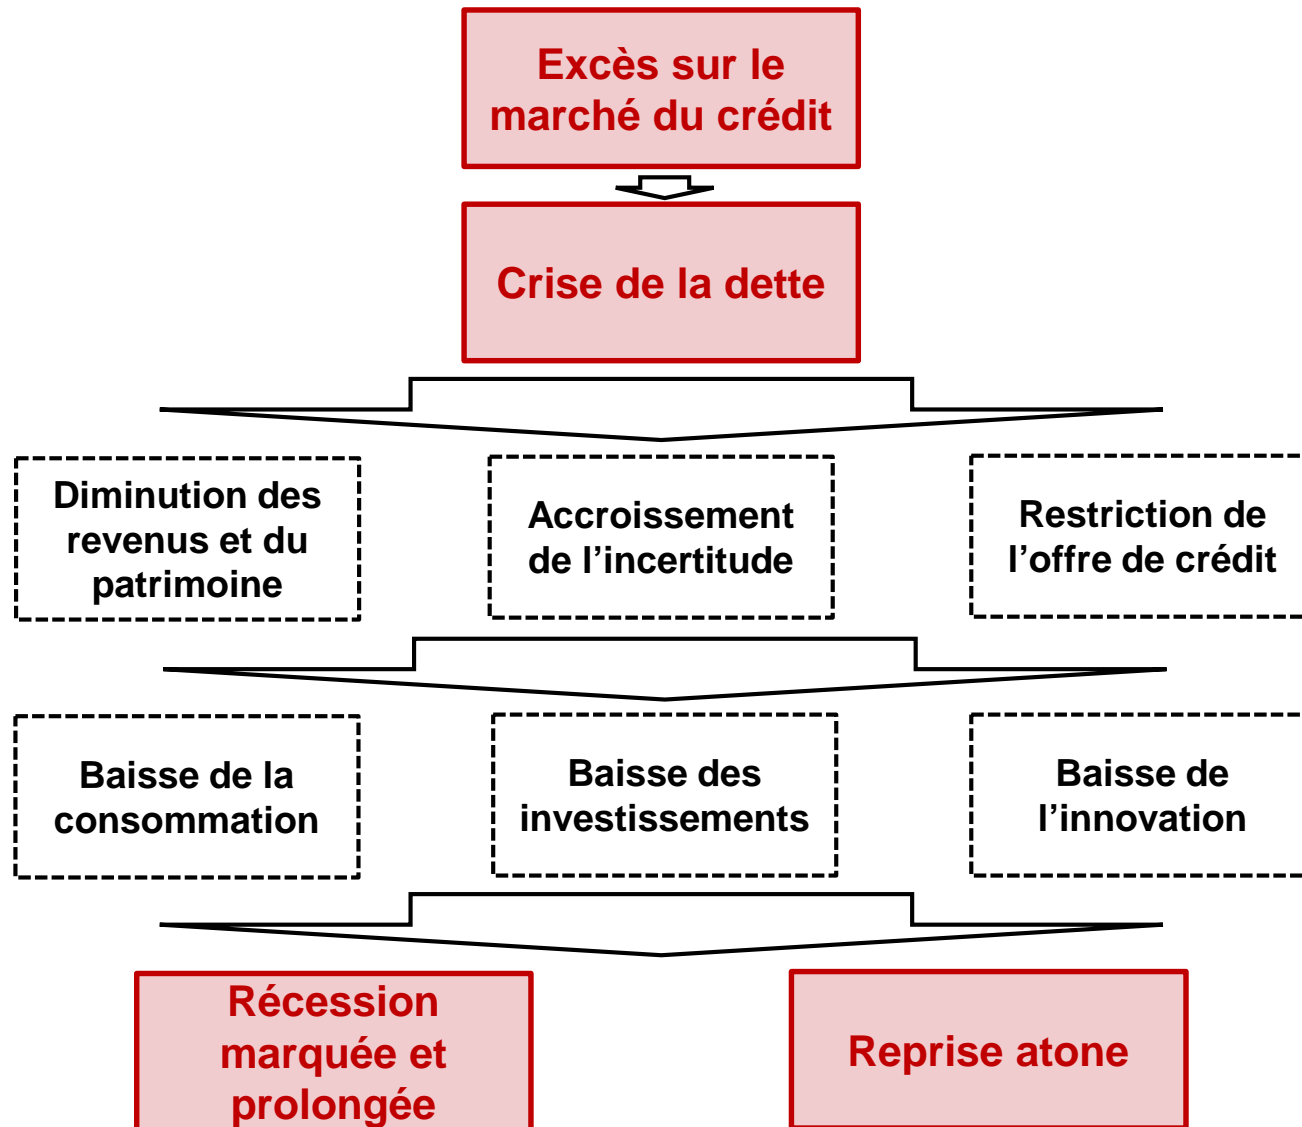 Excès sur le
marché du crédit
Crise de la dette
Diminution des
revenus et du
patrimoine
Accroissement
de l’incertitude
Restriction de
l’offre de crédit
Baisse de la
consommation
Baisse des
investissements
Baisse de
l’innovation
Récession
marquée et
prolongée
Reprise atone